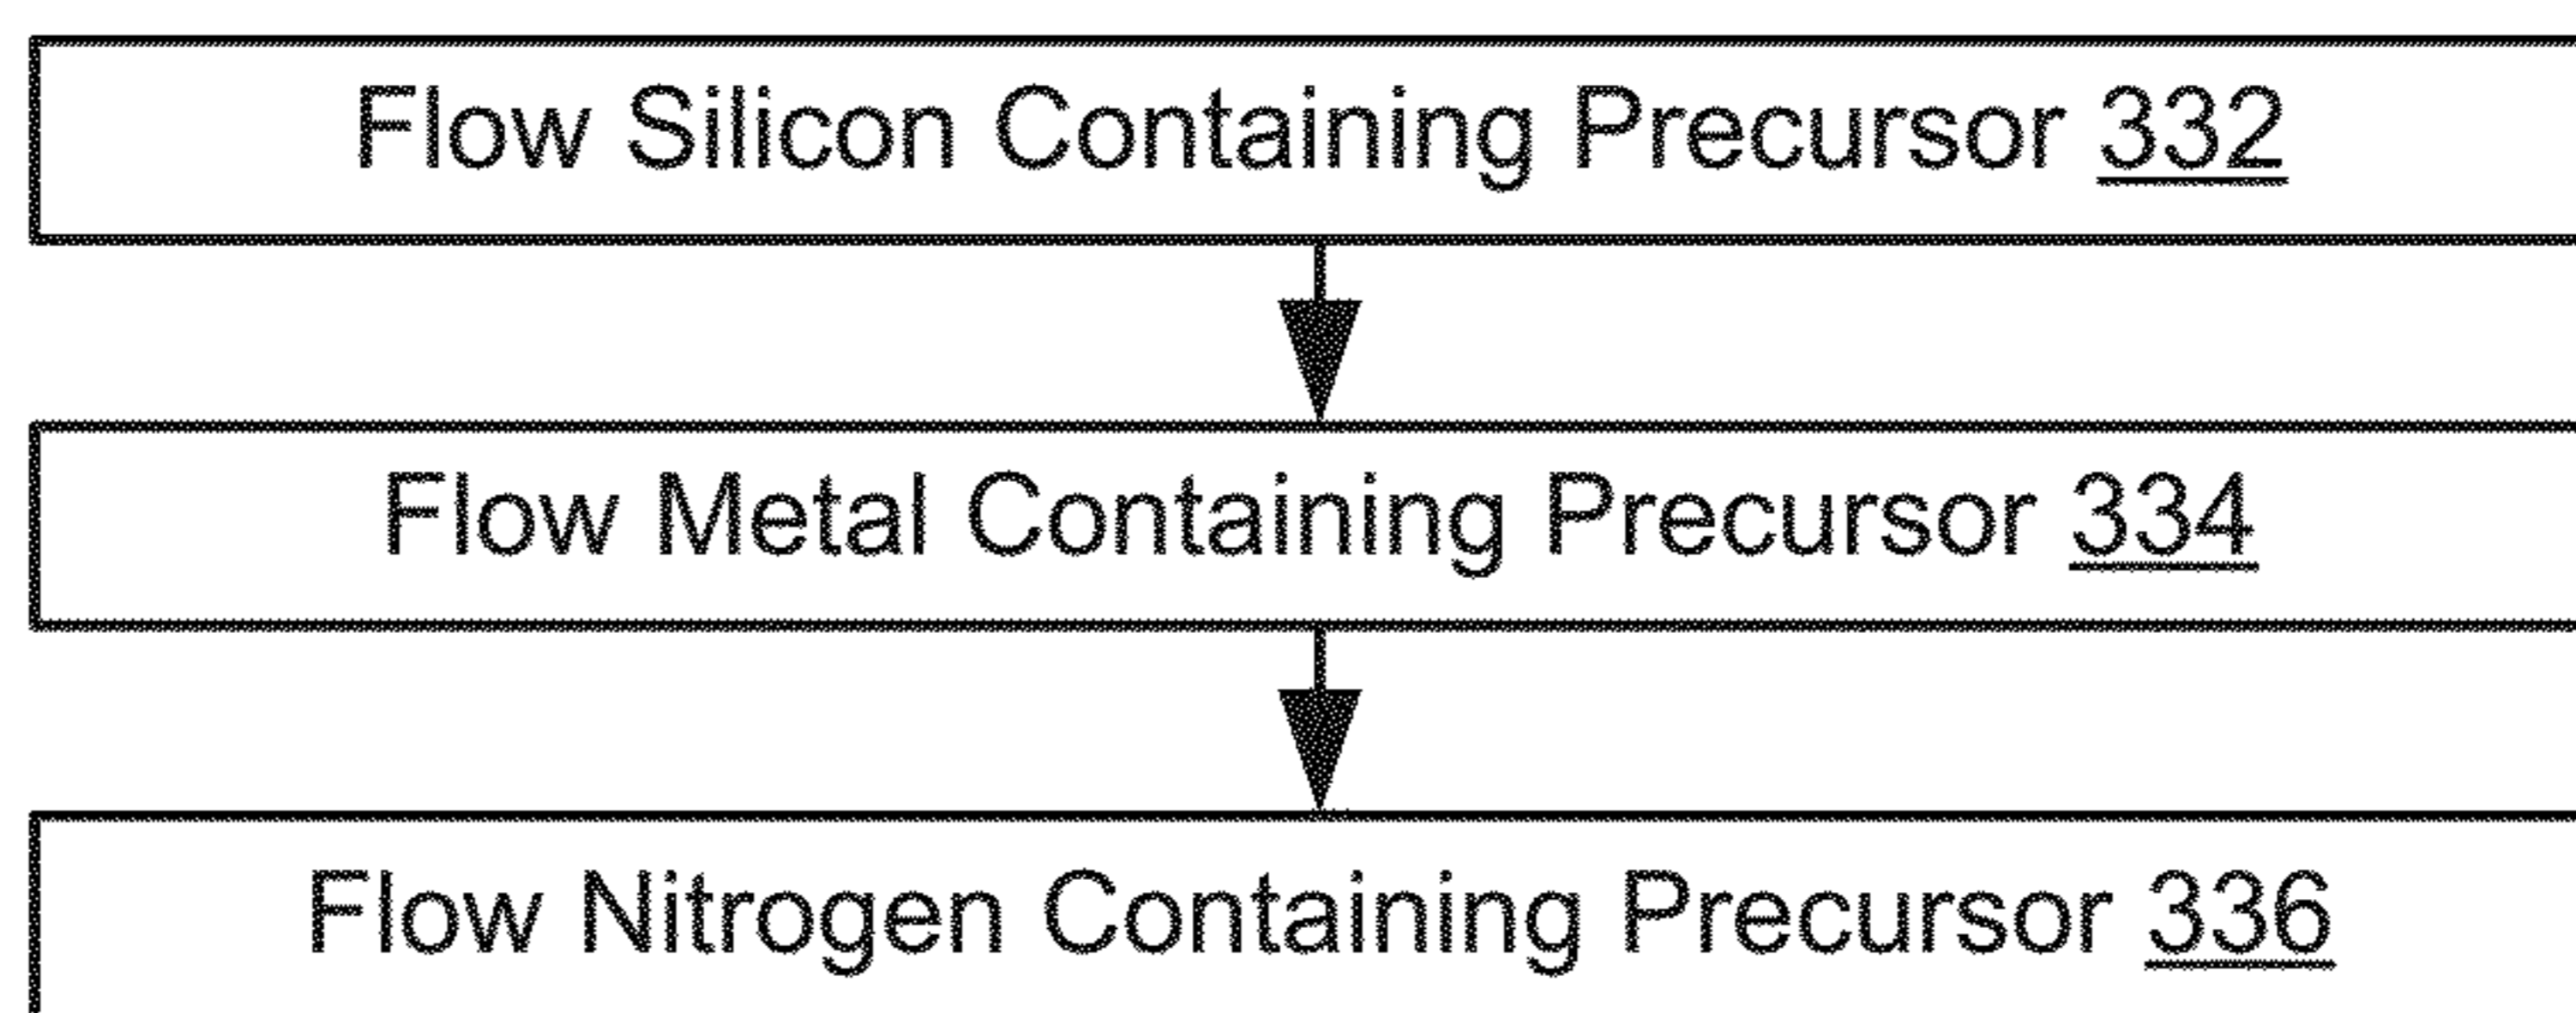 Flow Silicon Containing Precursor 332
Flow Metal Containing Precursor 334
Flow Nitrogen Containing Precursor 336